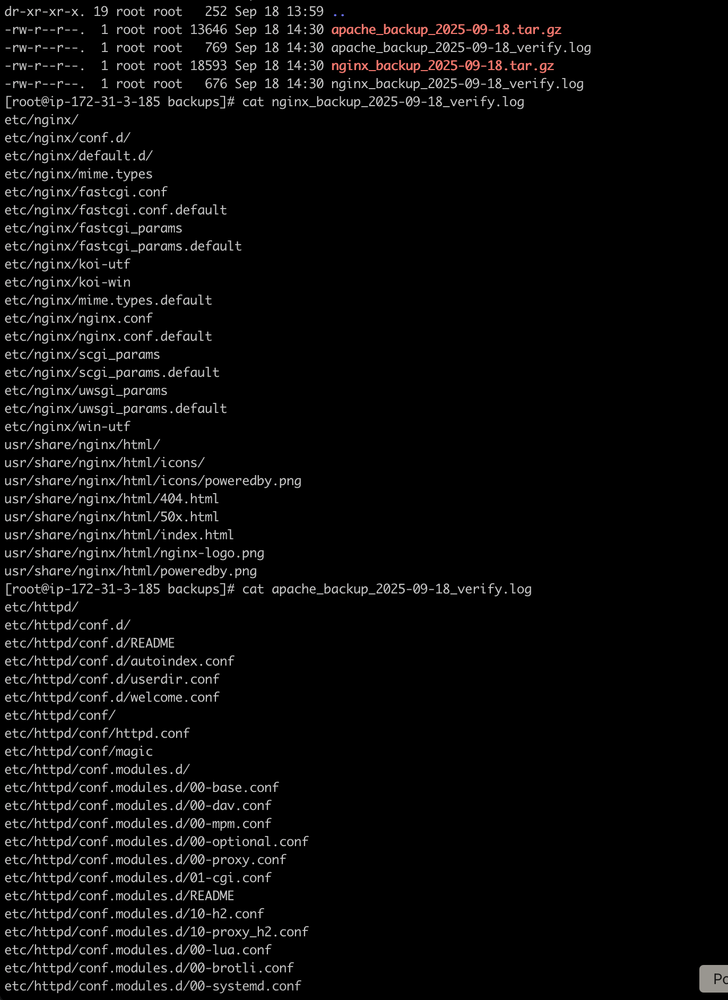 dr-xr-xr-x. 19 root root   252 Sep 18 13:59 ..
-rw-r--r--.  1 root root 13646 Sep 18 14:30 apache_backup_2025-09-18.tar.gz
-rw-r--r--.  1 root root   769 Sep 18 14:30 apache_backup_2025-09-18_verify.log
-rw-r--r--.  1 root root 18593 Sep 18 14:30 nginx_backup_2025-09-18.tar.gz
-rw-r--r--.  1 root root   676 Sep 18 14:30 nginx_backup_2025-09-18_verify.log
[root@ip-172-31-3-185 backups]# cat nginx_backup_2025-09-18_verify.log
etc/nginx/
etc/nginx/conf.d/
etc/nginx/default.d/
etc/nginx/mime.types
etc/nginx/fastcgi.conf
etc/nginx/fastcgi.conf.default
etc/nginx/fastcgi_params
etc/nginx/fastcgi_params.default
etc/nginx/koi-utf
etc/nginx/koi-win
etc/nginx/mime.types.default
etc/nginx/nginx.conf
etc/nginx/nginx.conf.default
etc/nginx/scgi_params
etc/nginx/scgi_params.default
etc/nginx/uwsgi_params
etc/nginx/uwsgi_params.default
etc/nginx/win-utf
usr/share/nginx/html/
usr/share/nginx/html/icons/
usr/share/nginx/html/icons/poweredby.png
usr/share/nginx/html/404.html
usr/share/nginx/html/50x.html
usr/share/nginx/html/index.html
usr/share/nginx/html/nginx-logo.png
usr/share/nginx/html/poweredby.png
[root@ip-172-31-3-185 backups]# cat apache_backup_2025-09-18_verify.log
etc/httpd/
etc/httpd/conf.d/
etc/httpd/conf.d/README
etc/httpd/conf.d/autoindex.conf
etc/httpd/conf.d/userdir.conf
etc/httpd/conf.d/welcome.conf
etc/httpd/conf/
etc/httpd/conf/httpd.conf
etc/httpd/conf/magic
etc/httpd/conf.modules.d/
etc/httpd/conf.modules.d/00-base.conf
etc/httpd/conf.modules.d/00-dav.conf
etc/httpd/conf.modules.d/00-mpm.conf
etc/httpd/conf.modules.d/00-optional.conf
etc/httpd/conf.modules.d/00-proxy.conf
etc/httpd/conf.modules.d/01-cgi.conf
etc/httpd/conf.modules.d/README
etc/httpd/conf.modules.d/10-h2.conf
etc/httpd/conf.modules.d/10-proxy_h2.conf
etc/httpd/conf.modules.d/00-lua.conf
etc/httpd/conf.modules.d/00-brotli.conf
etc/httpd/conf.modules.d/00-systemd.conf